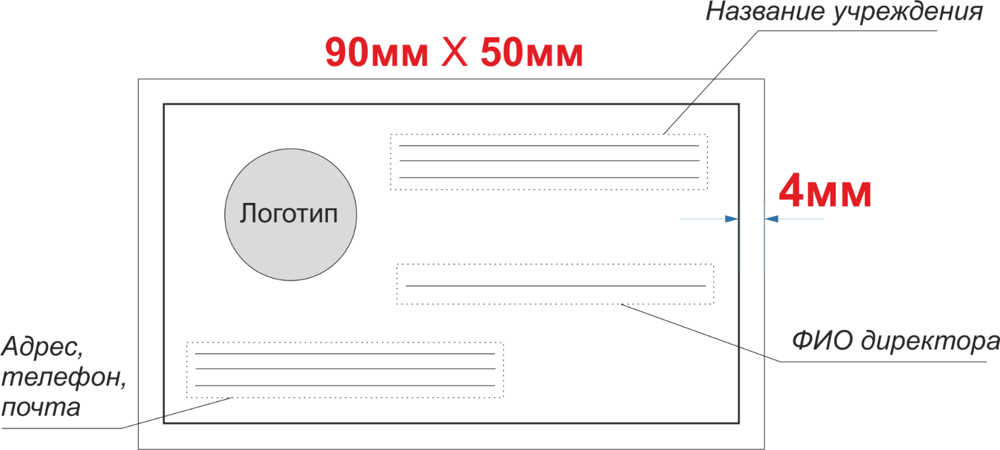 Название учреждения
90мм X 50мм
Логотип
4мм
ФИО директора
Адрес,
телефон,
почта